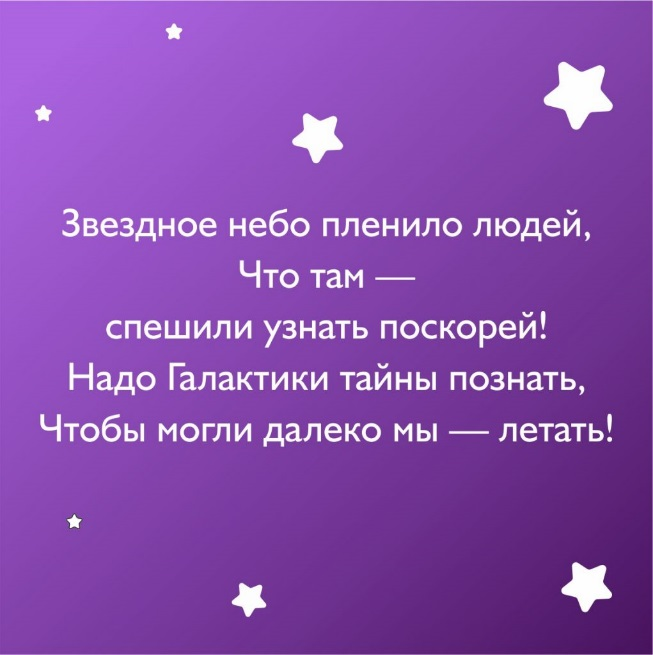 Звездное небо пленило людей,
Что там —
спешили узнать поскорей!
Надо Галактики тайны познать,
Чтобы могли далеко мы — летать!